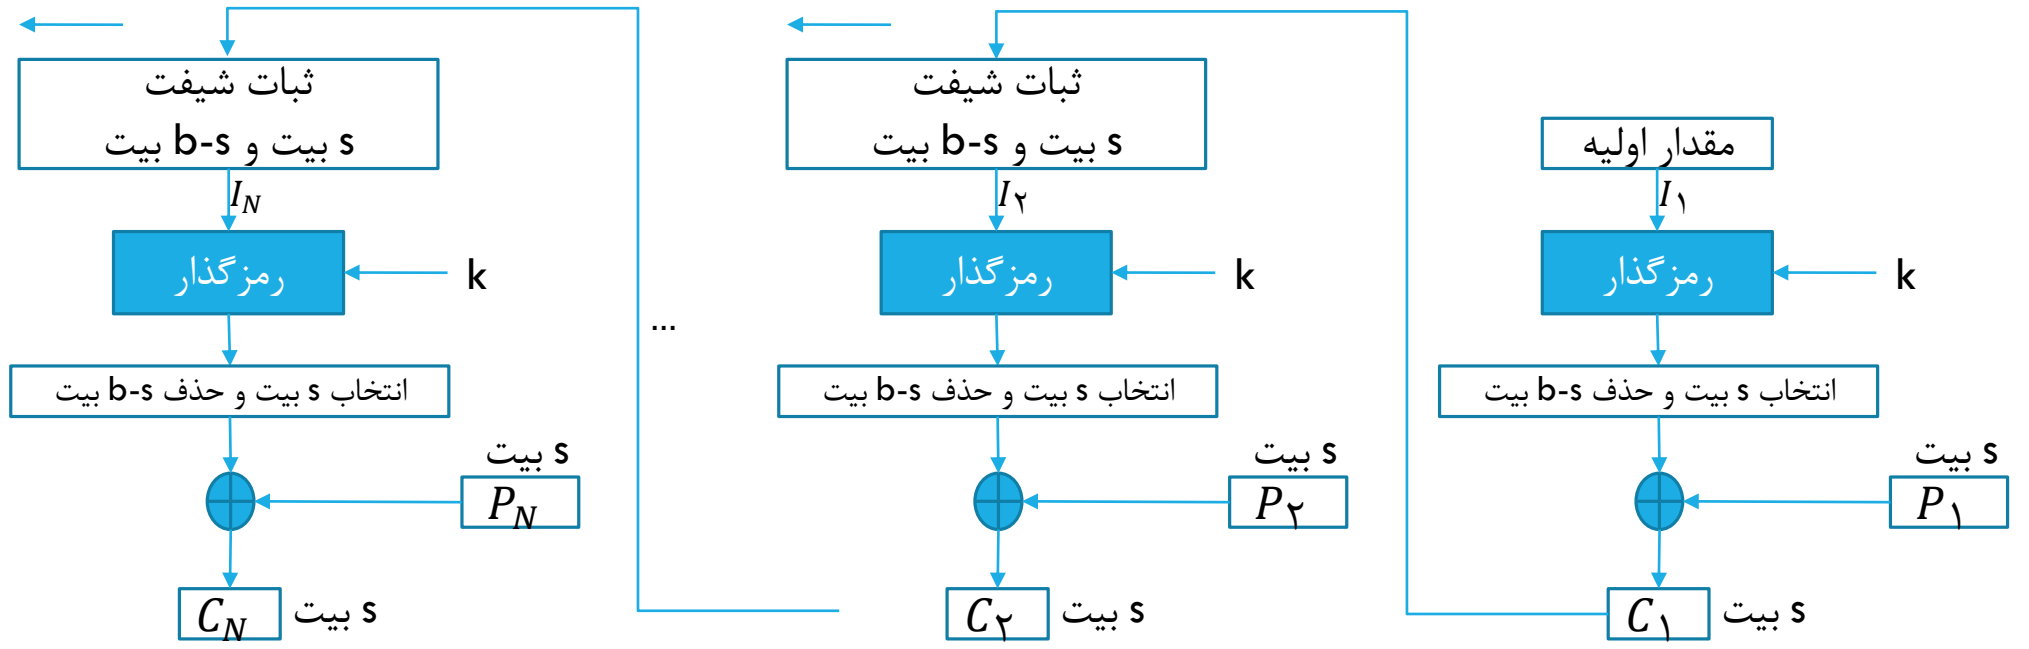 مقدار اولیه
I۱
رمزگذار
k
انتخاب s بیت و حذف b-s بیت
s بیت
P۱
C۱
s بیت
ثبات شیفت
s بیت و b-s بیت
I۲
رمزگذار
k
انتخاب s بیت و حذف b-s بیت
s بیت
P۲
C۲
s بیت
...
ثبات شیفت
s بیت و b-s بیت
I_N
رمزگذار
k
انتخاب s بیت و حذف b-s بیت
s بیت
P_N
C_N
s بیت